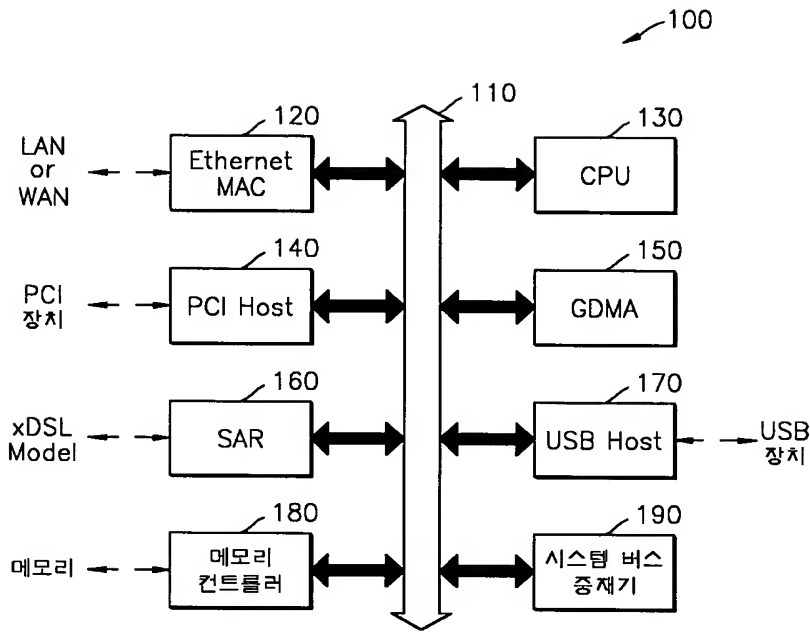 100
110
120
130
LAN
or
WAN
Ethernet
MAC
CPU
140
150
PCI
장치
PCI Host
GDMA
160
170
xDSL
Model
SAR
USB Host
USB
장치
180
190
메모리
메모리
컨트롤러
시스템 버스
중재기